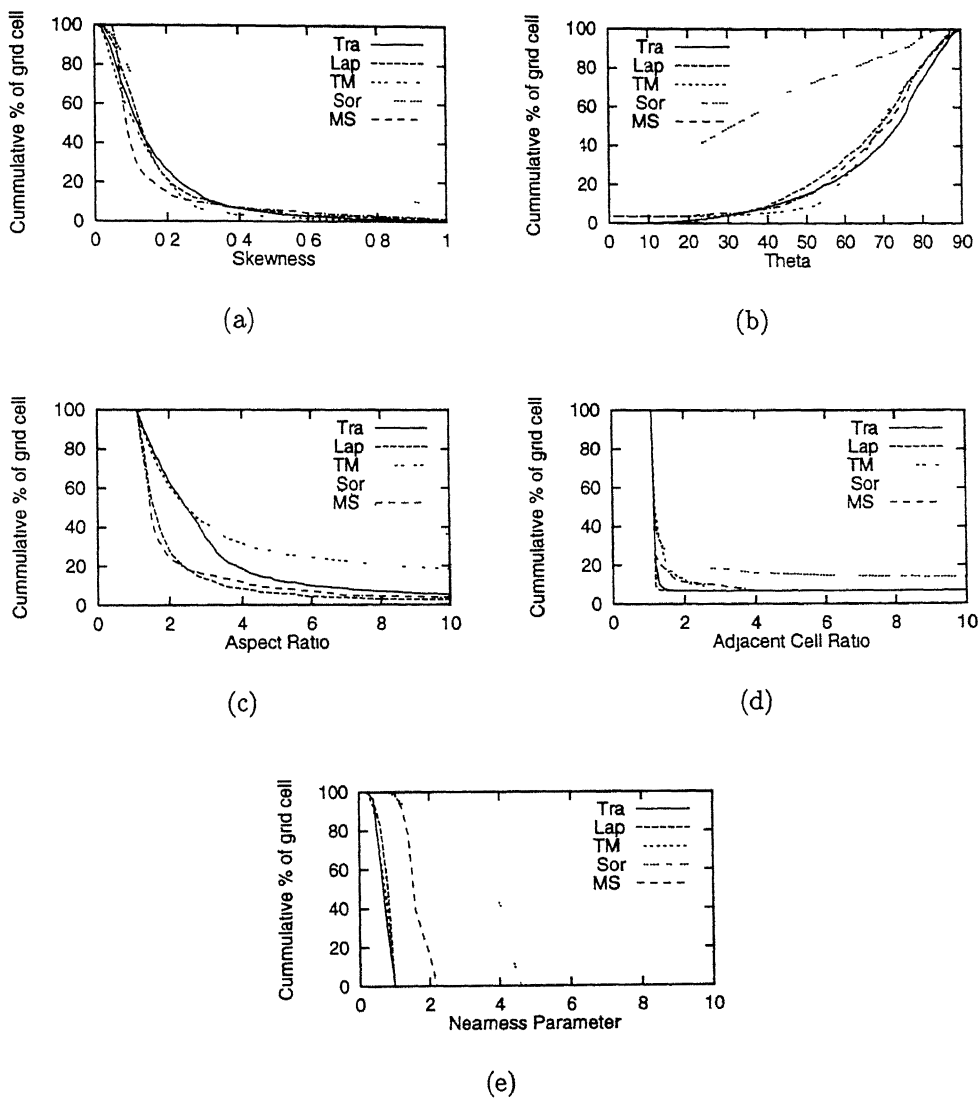 Cummulative % of grid cell
100
80
60
40
20
0
Tra
Lap
TM
Sor
MS
0 0 2 0 4 0 6 0 8 1
Skewness
(a)
Cummulative % of grid cell
100
80
60
40
20
0
Tra
Lap
TM
Sor
MS
0 10 20 30 40 50 60 70 80 90
Theta
(b)
Cummulative % of grid cell
100
80
60
40
20
0
Tra
Lap
TM
Sor
MS
0 2 4 6 8 10
Aspect Ratio
(c)
Cummulative % of grid cell
100
80
60
40
20
0
Tra
Lap
TM
Sor
MS
0 2 4 6 8 10
Adjacent Cell Ratio
(d)
Cummulative % of grid cell
100
80
60
40
20
0
Tra
Lap
TM
Sor
MS
0 2 4 6 8 10
Nearness Parameter
(e)